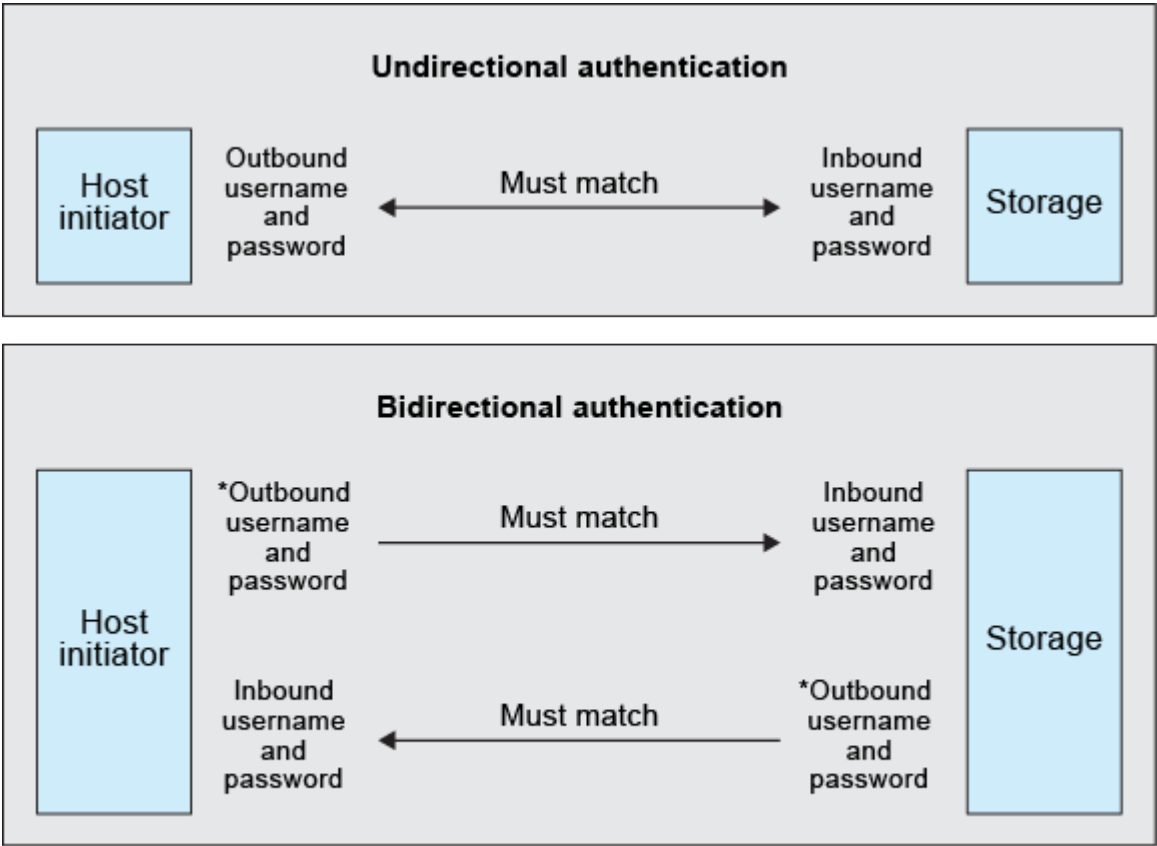 Undirectional authentication
Host
initiator
Outbound
username
and
password
Must match
Inbound
username
and
password
Storage
Bidirectional authentication
Host
initiator
*Outbound
username
and
password
Must match
Inbound
username
and
password
Inbound
username
and
password
Must match
*Outbound
username
and
password
Storage